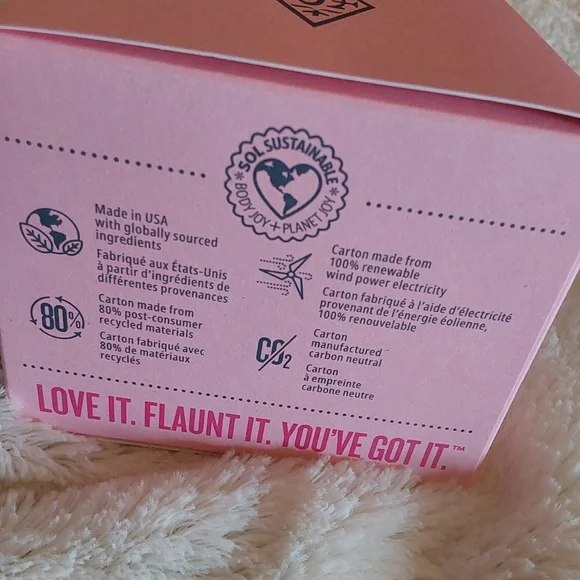 SOL SUSTAINABLE
* BODY JOY + PLANET JOY *
Made in USA
with globally sourced
ingredients
Fabriqué aux États-Unis
à partir d'ingrédients de
différentes provenances
80%
Carton made from
80% post-consumer
recycled materials
Carton fabriqué avec
80% de matériaux
recyclés
Carton made from
100% renewable
wind power electricity
Carton fabriqué à l'aide d'électricité
provenant de l'énergie éolienne,
100% renouvelable
CO2
Carton
manufactured
carbon neutral
Carton
à empreinte
carbone neutre
LOVE IT. FLAUNT IT. YOU'VE GOT IT.™